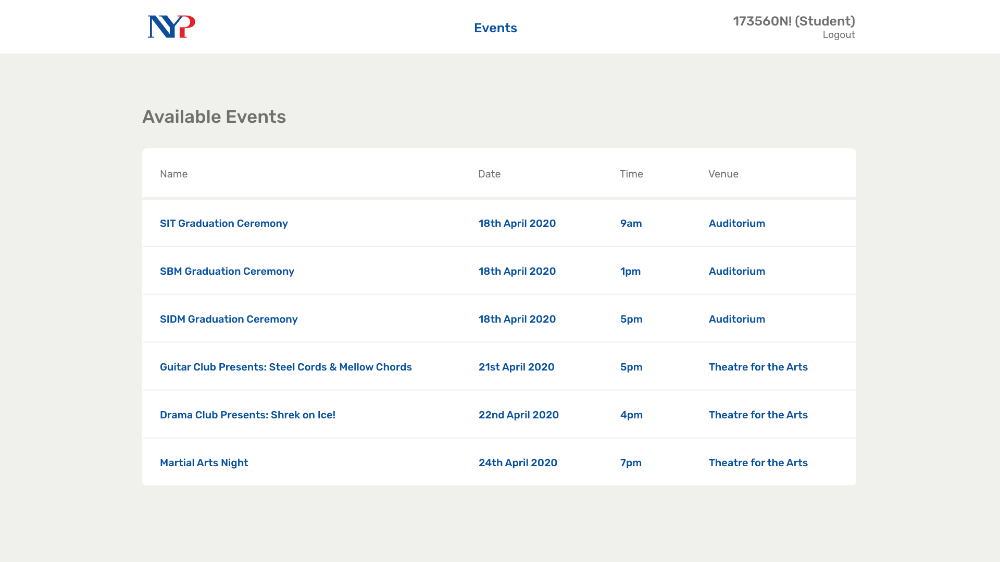 NYP
Events
173560N! (Student)
Logout
Available Events
Name Date Time Venue
SIT Graduation Ceremony 18th April 2020 9am Auditorium
SBM Graduation Ceremony 18th April 2020 1pm Auditorium
SIDM Graduation Ceremony 18th April 2020 5pm Auditorium
Guitar Club Presents: Steel Cords & Mellow Chords 21st April 2020 5pm Theatre for the Arts
Drama Club Presents: Shrek on Ice! 22nd April 2020 4pm Theatre for the Arts
Martial Arts Night 24th April 2020 7pm Theatre for the Arts